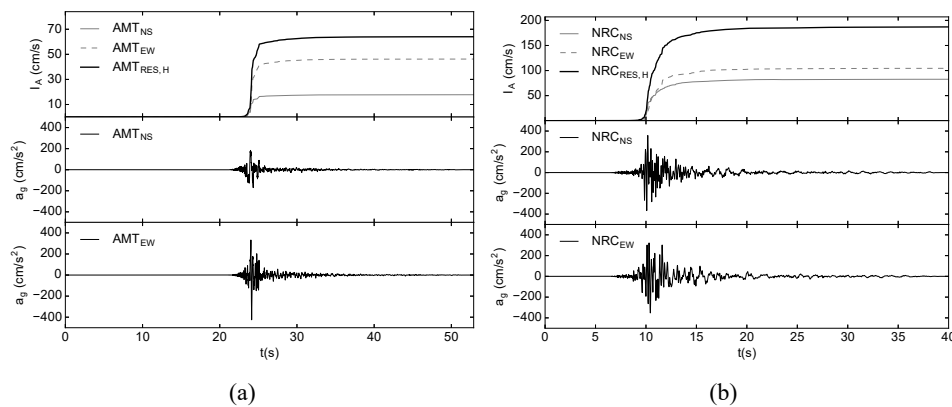 70
60
50
30
10
I_A (cm/s)
AMT_NS
AMT_EW
AMT_RES, H
400
200
0
−200
−400
a_g (cm/s²)
AMT_NS
400
200
0
−200
−400
a_g (cm/s²)
AMT_EW
0 10 20 30 40 50
t(s)
(a)
200
150
100
50
0
I_A (cm/s)
NRC_NS
NRC_EW
NRC_RES, H
400
200
0
−200
−400
a_g (cm/s²)
NRC_NS
400
200
0
−200
−400
a_g (cm/s²)
NRC_EW
0 5 10 15 20 25 30 35 40
t(s)
(b)